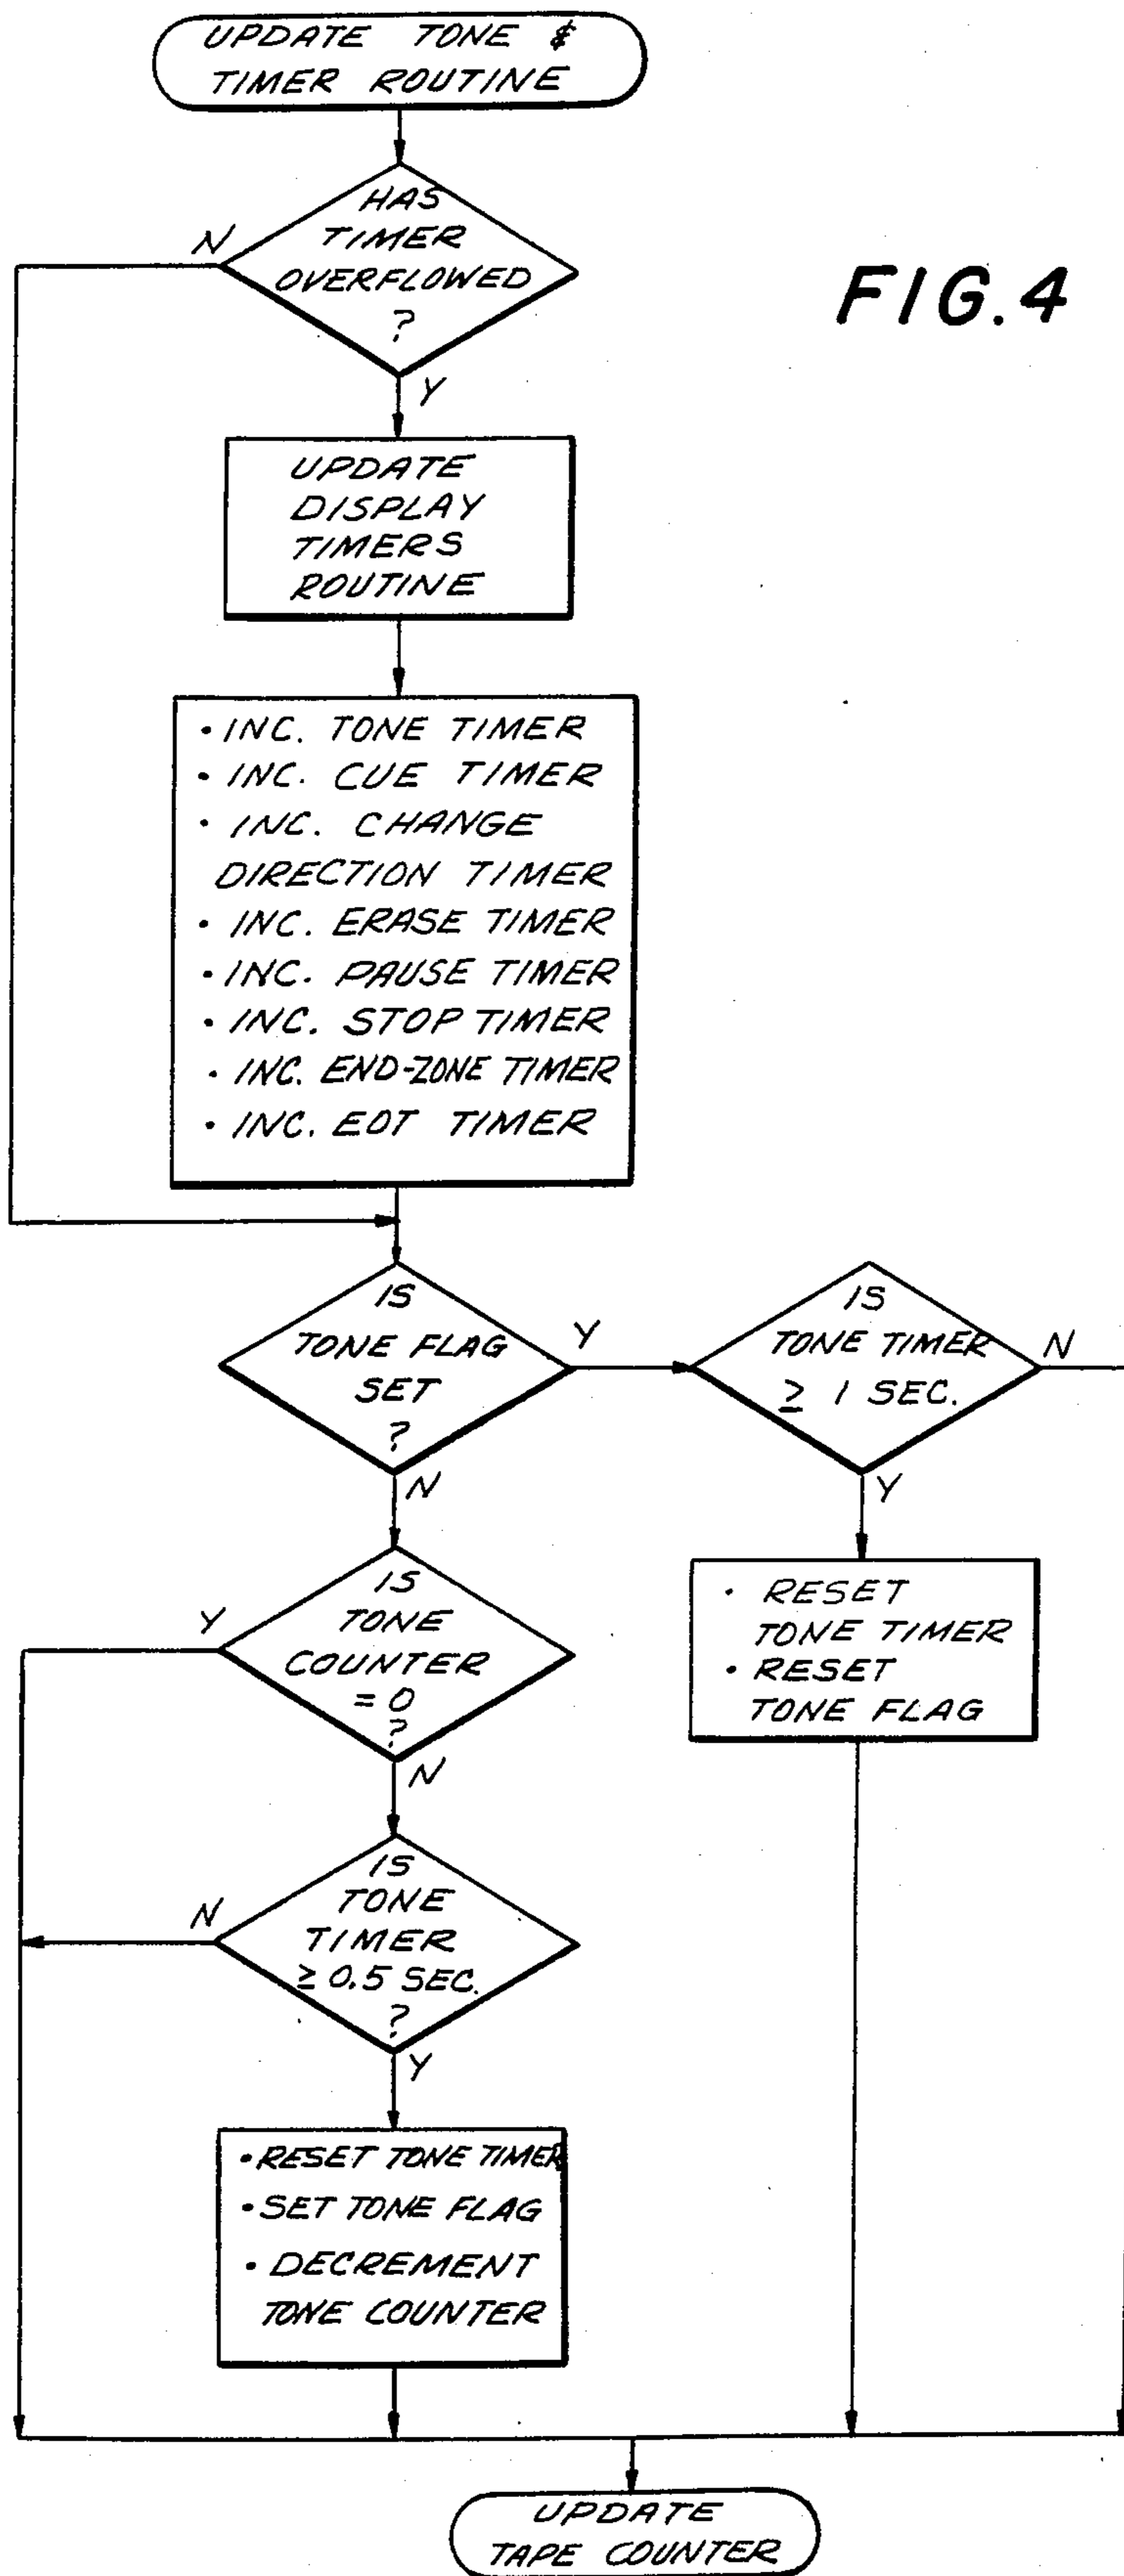 UPDATE TONE &
TIMER ROUTINE
HAS
TIMER
OVERFLOWED
?
N
FIG.4
Y
UPDATE
DISPLAY
TIMERS
ROUTINE
• INC. TONE TIMER
• INC. CUE TIMER
• INC. CHANGE
DIRECTION TIMER
• INC. ERASE TIMER
• INC. PAUSE TIMER
• INC. STOP TIMER
• INC. END-ZONE TIMER
• INC. EOT TIMER
IS
TONE FLAG
SET
?
Y
N
IS
TONE TIMER
≥ 1 SEC.
N
Y
• RESET
TONE TIMER
• RESET
TONE FLAG
IS
TONE
COUNTER
= 0
?
Y
N
IS
TONE
TIMER
≥ 0.5 SEC.
?
N
Y
• RESET TONE TIMER
• SET TONE FLAG
• DECREMENT
TONE COUNTER
UPDATE
TAPE COUNTER